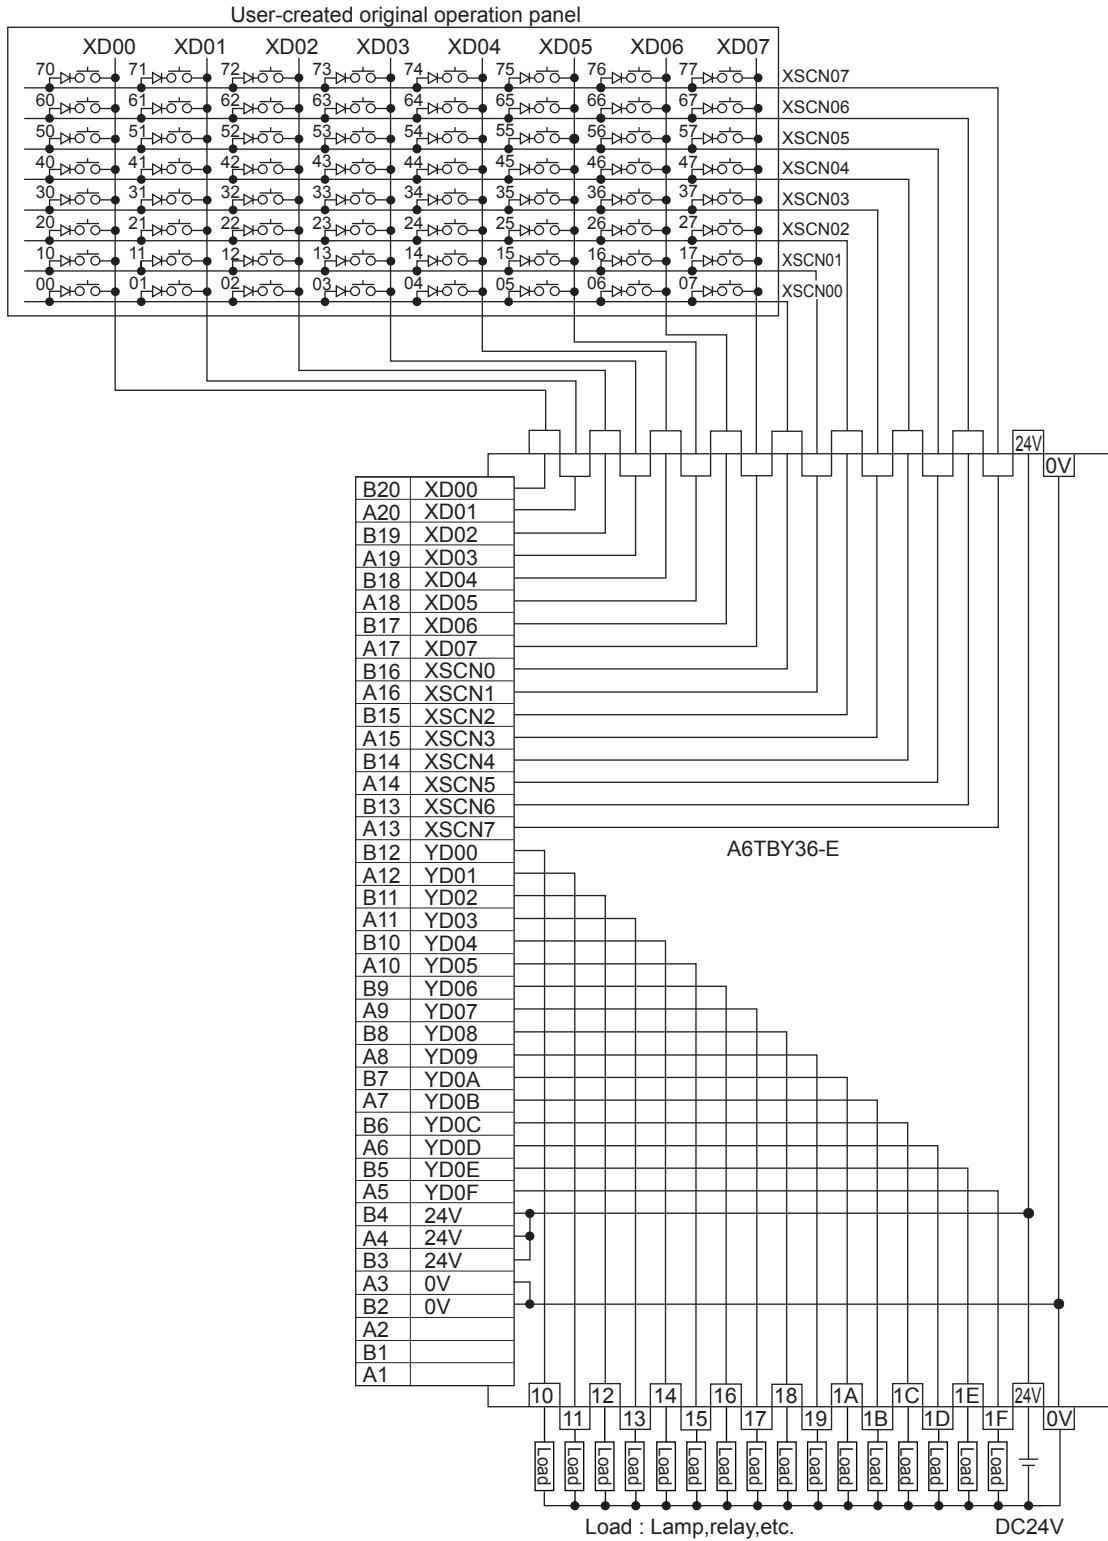 User-created original operation panel
XD00 XD01 XD02 XD03 XD04 XD05 XD06 XD07
70 71 72 73 74 75 76 77 XSCN07
60 61 62 63 64 65 66 67 XSCN06
50 51 52 53 54 55 56 57 XSCN05
40 41 42 43 44 45 46 47 XSCN04
30 31 32 33 34 35 36 37 XSCN03
20 21 22 23 24 25 26 27 XSCN02
10 11 12 13 14 15 16 17 XSCN01
00 01 02 03 04 05 06 07 XSCN00
24V
0V
B20 XD00
A20 XD01
B19 XD02
A19 XD03
B18 XD04
A18 XD05
B17 XD06
A17 XD07
B16 XSCN0
A16 XSCN1
B15 XSCN2
A15 XSCN3
B14 XSCN4
A14 XSCN5
B13 XSCN6
A13 XSCN7
A6TBY36-E
B12 YD00
A12 YD01
B11 YD02
A11 YD03
B10 YD04
A10 YD05
B9 YD06
A9 YD07
B8 YD08
A8 YD09
B7 YD0A
A7 YD0B
B6 YD0C
A6 YD0D
B5 YD0E
A5 YD0F
B4 24V
A4 24V
B3 24V
A3 0V
B2 0V
A2
B1
A1
10 12 14 16 18 1A 1C 1E 24V
11 13 15 17 19 1B 1D 1F 0V
Load Load Load Load Load Load Load Load Load Load Load Load Load Load Load Load
Load : Lamp,relay,etc. DC24V